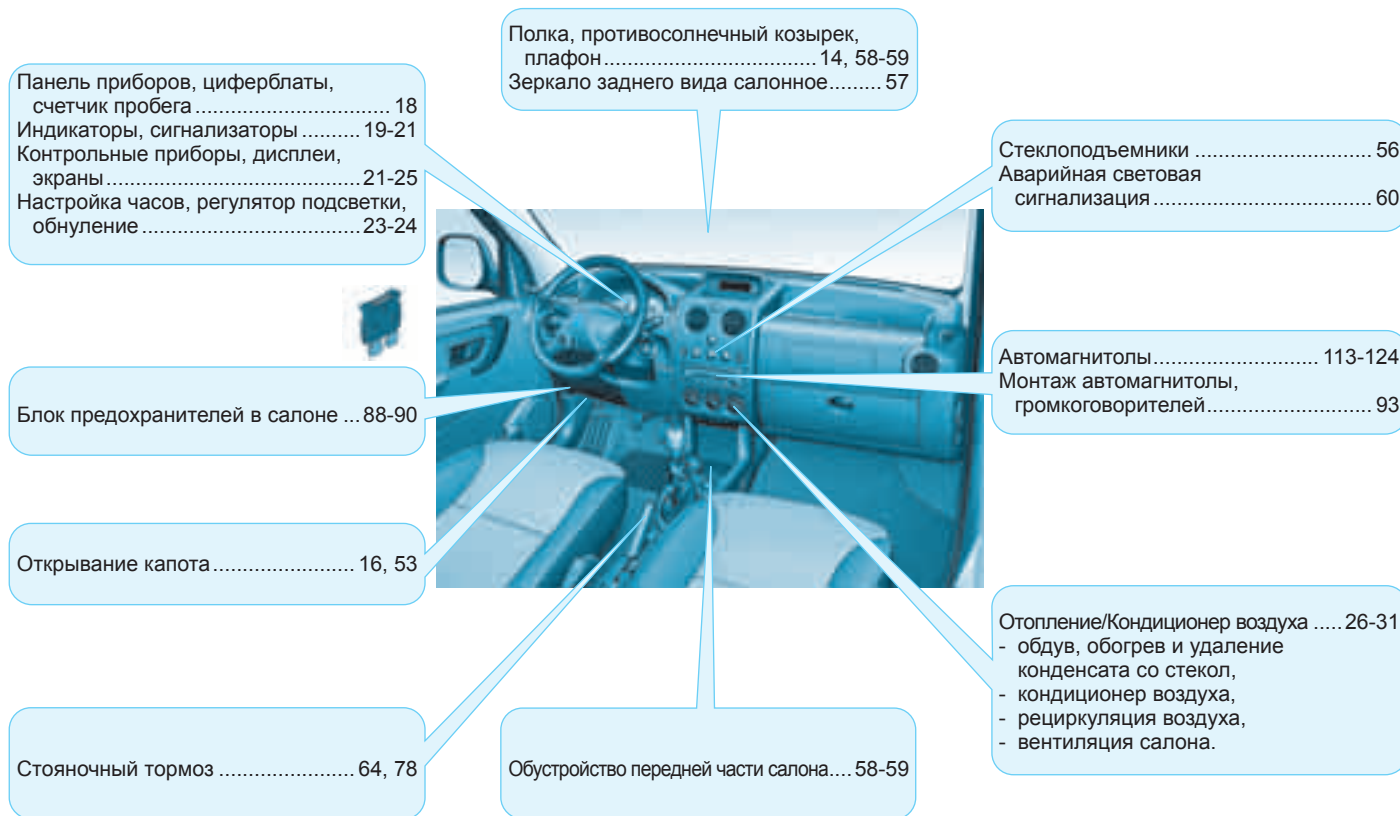 Полка, противосолнечный козырек,
плафон...................................14, 58-59
Зеркало заднего вида салонное......... 57
Панель приборов, циферблаты,
счетчик пробега ................................ 18
Индикаторы, сигнализаторы .......... 19-21
Контрольные приборы, дисплеи,
экраны..........................................21-25
Настройка часов, регулятор подсветки,
обнуление ....................................23-24
Блок предохранителей в салоне ...88-90
Открывание капота....................... 16, 53
Стояночный тормоз ...................... 64, 78
Обустройство передней части салона.... 58-59
Стеклоподъемники ............................. 56
Аварийная световая
сигнализация.................................... 60
Автомагнитолы........................... 113-124
Монтаж автомагнитолы,
громкоговорителей............................ 93
Отопление/Кондиционер воздуха .....26-31
- обдув, обогрев и удаление
конденсата со стекол,
- кондиционер воздуха,
- рециркуляция воздуха,
- вентиляция салона.